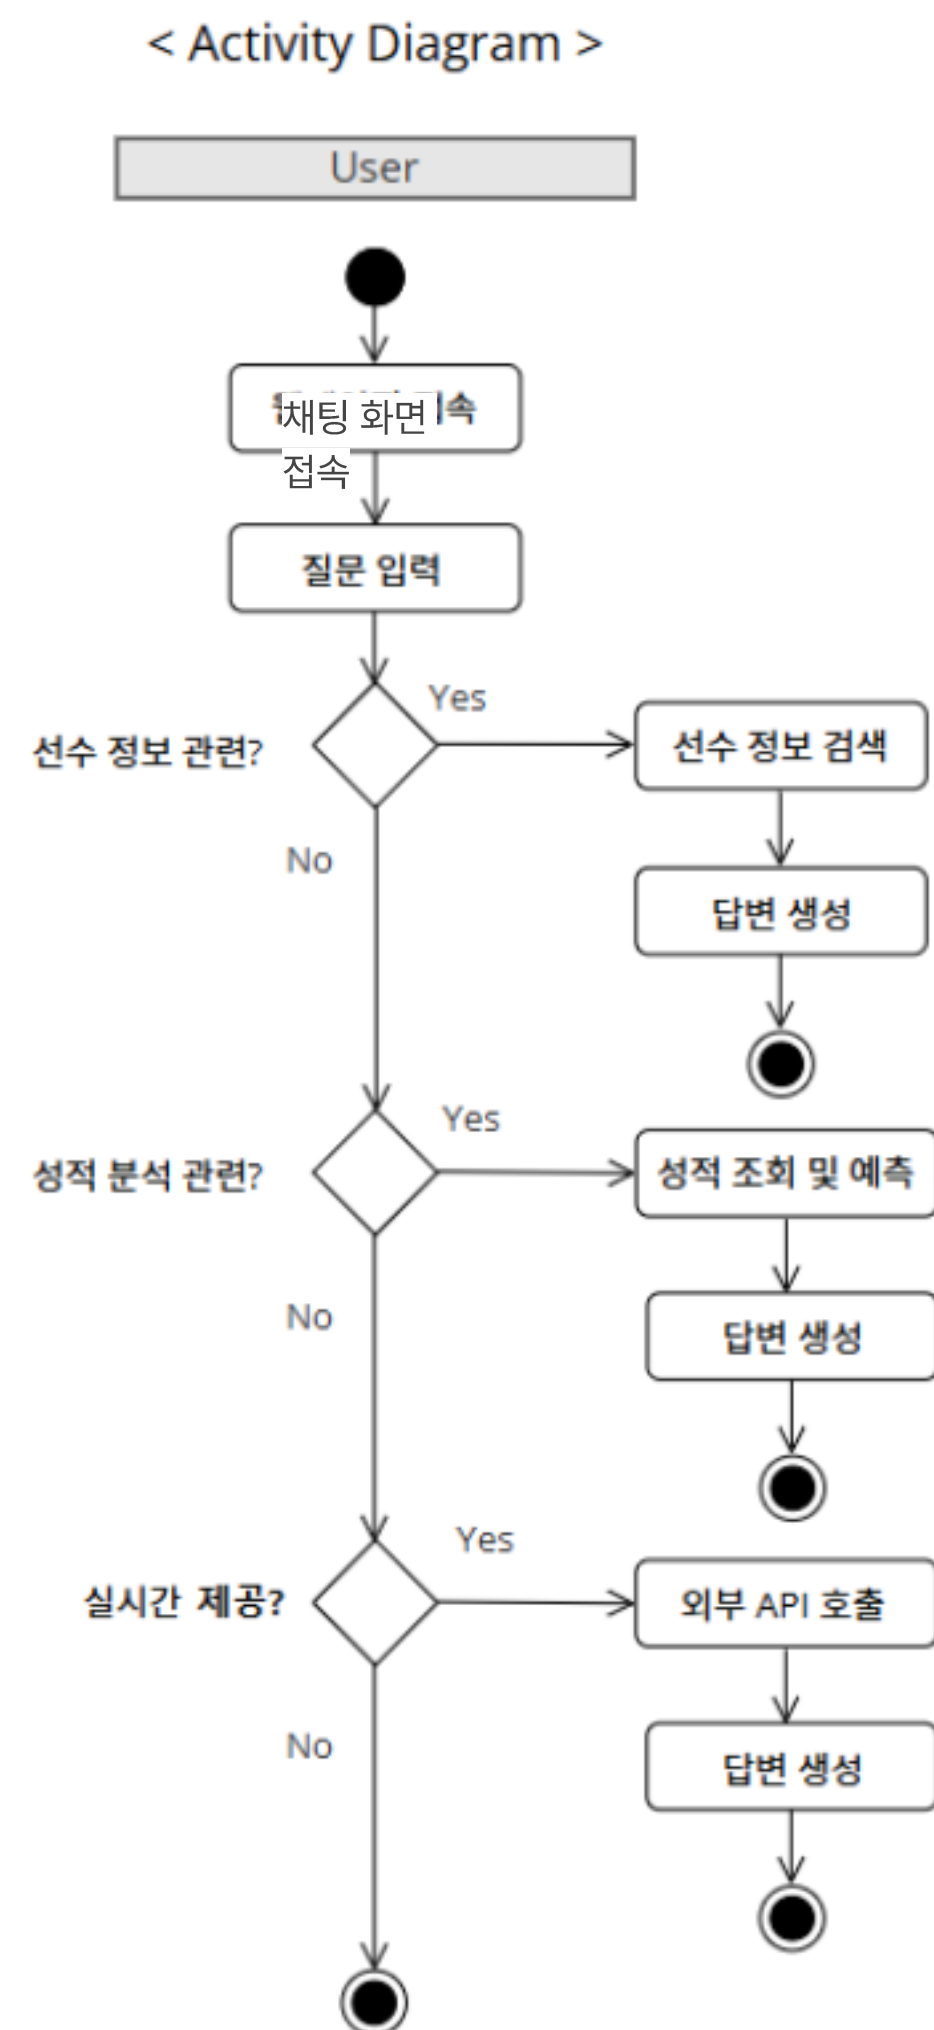 < Activity Diagram >
User
채팅 화면
접속
질문 입력
Yes
선수 정보 관련?
선수 정보 검색
No
답변 생성
Yes
성적 분석 관련?
성적 조회 및 예측
No
답변 생성
Yes
실시간 제공?
외부 API 호출
No
답변 생성